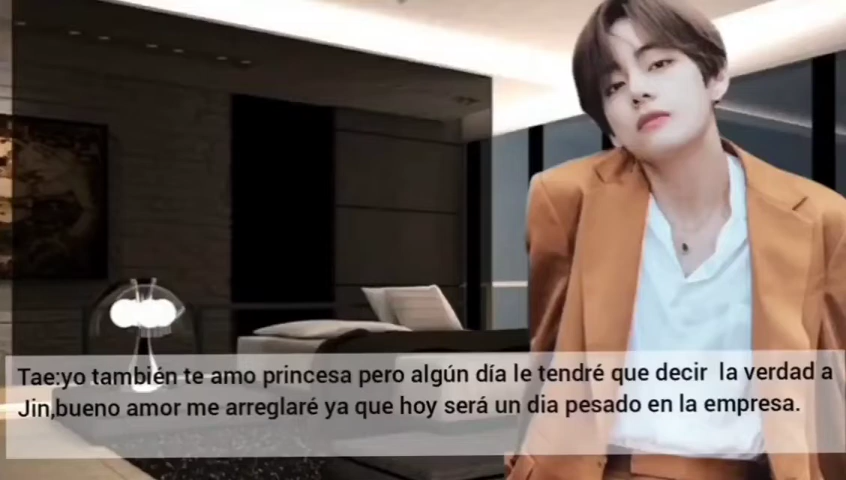 Tae:yo también te amo princesa pero algún día le tendré que decir la verdad a
Jin,bueno amor me arreglaré ya que hoy será un dia pesado en la empresa.